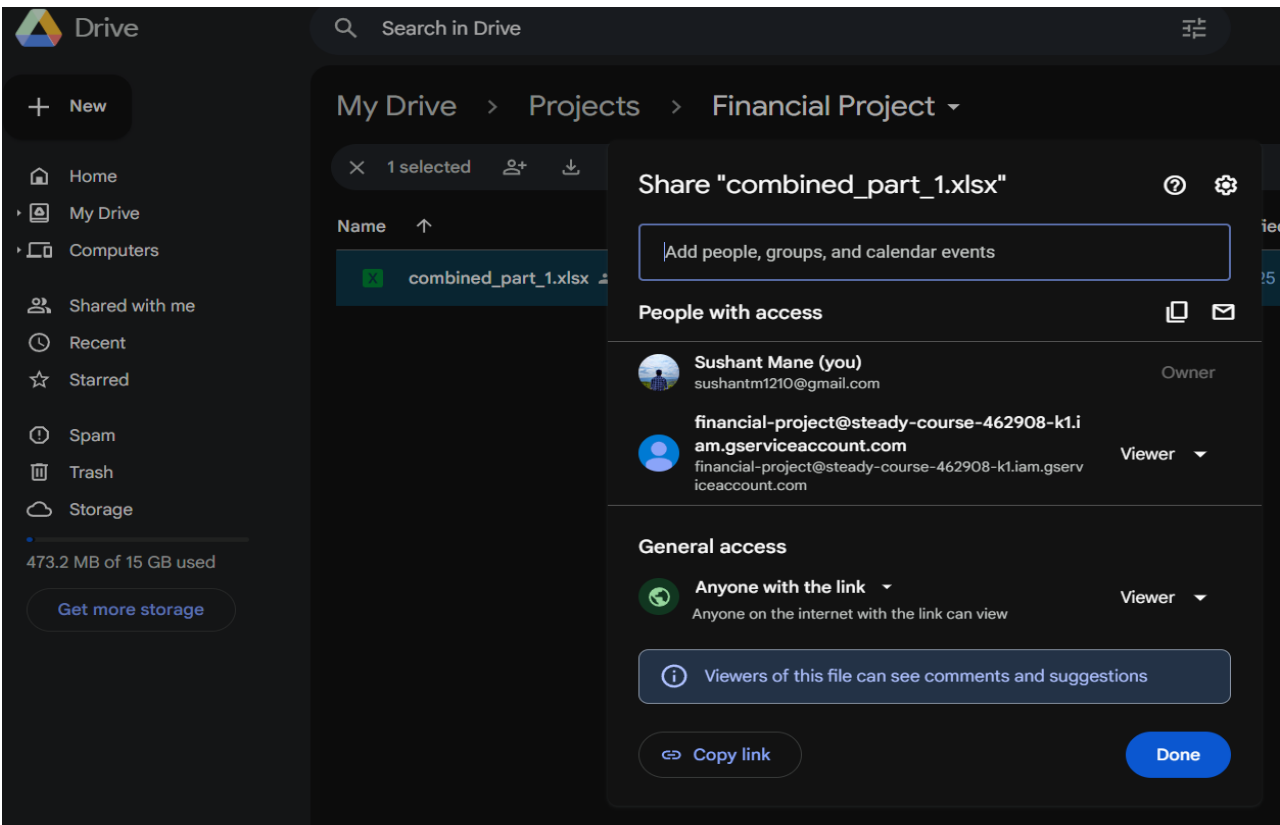 Drive
Search in Drive
New
My Drive > Projects > Financial Project
Home
My Drive
Computers
Shared with me
Recent
Starred
Spam
Trash
Storage
473.2 MB of 15 GB used
Get more storage
1 selected
Name
combined_part_1.xlsx
25
Share "combined_part_1.xlsx"
Add people, groups, and calendar events
People with access
Sushant Mane (you)
sushantm1210@gmail.com
Owner
financial-project@steady-course-462908-k1.i
am.gserviceaccount.com
financial-project@steady-course-462908-k1.iam.gserv
iceaccount.com
Viewer
General access
Anyone with the link
Anyone on the internet with the link can view
Viewer
Viewers of this file can see comments and suggestions
Copy link
Done